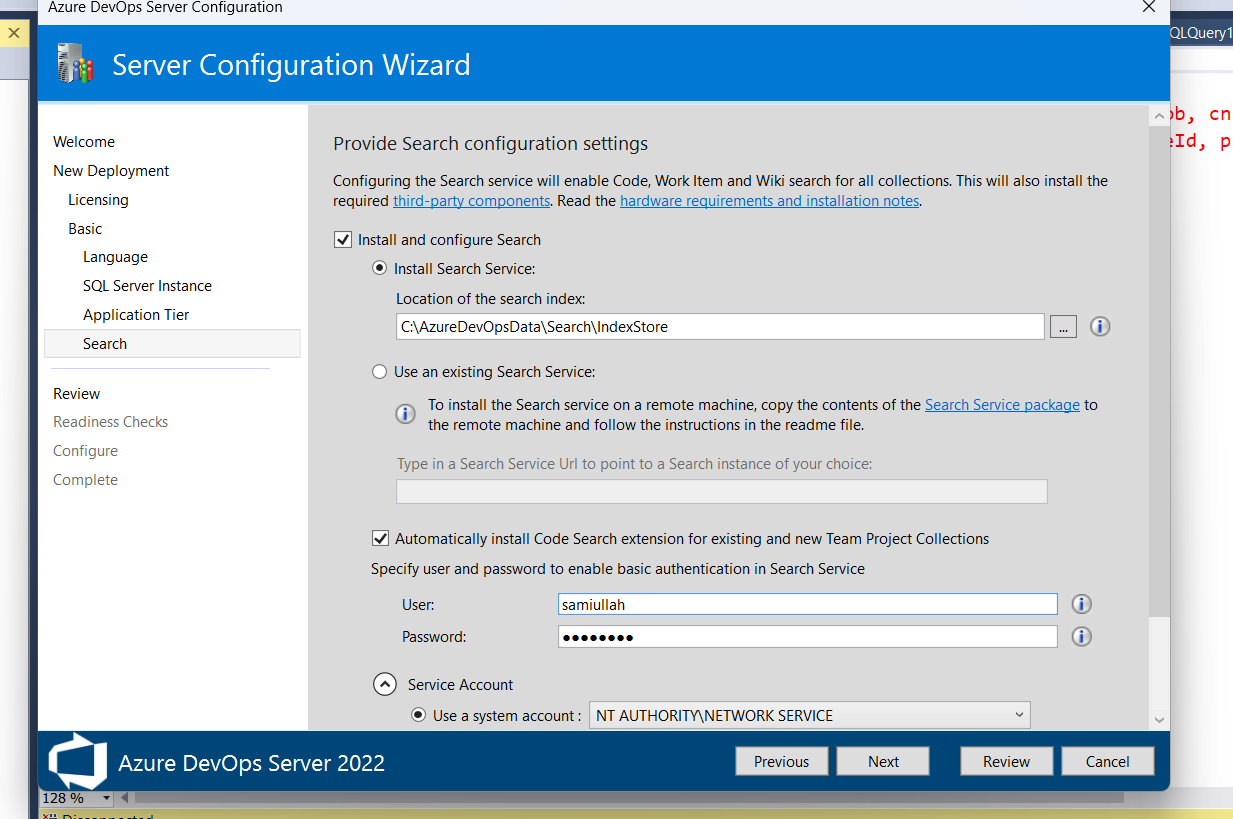 Azure DevOps Server Configuration
QLQuery1
Server Configuration Wizard
ob, cn
Id, p
Welcome
New Deployment
Licensing
Basic
Language
SQL Server Instance
Application Tier
Search
Review
Readiness Checks
Configure
Complete
Provide Search configuration settings
Configuring the Search service will enable Code, Work Item and Wiki search for all collections. This will also install the
required third-party components. Read the hardware requirements and installation notes.
Install and configure Search
Install Search Service:
Location of the search index:
C:\AzureDevOpsData\Search\IndexStore
...
Use an existing Search Service:
To install the Search service on a remote machine, copy the contents of the Search Service package to
the remote machine and follow the instructions in the readme file.
Type in a Search Service Url to point to a Search instance of your choice:
Automatically install Code Search extension for existing and new Team Project Collections
Specify user and password to enable basic authentication in Search Service
User: samiullah
Password: ●●●●●●●●
Service Account
Use a system account : NT AUTHORITY\NETWORK SERVICE
Azure DevOps Server 2022
Previous Next Review Cancel
128 %
Disconnected